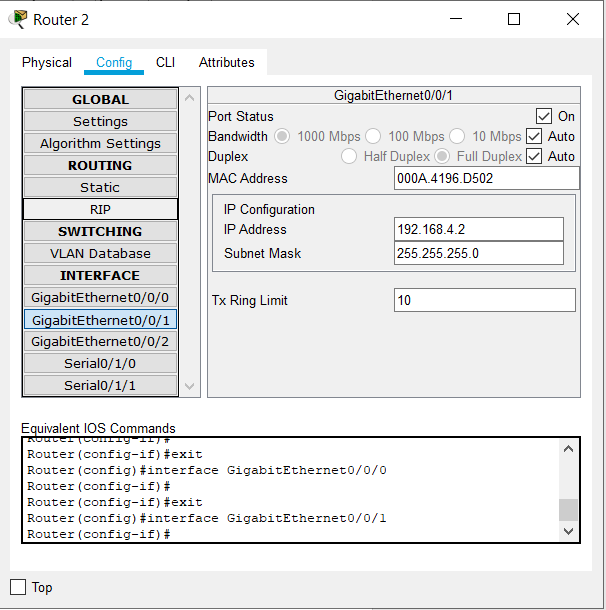 Router 2
Physical Config CLI Attributes
GLOBAL
Settings
Algorithm Settings
ROUTING
Static
RIP
SWITCHING
VLAN Database
INTERFACE
GigabitEthernet0/0/0
GigabitEthernet0/0/1
GigabitEthernet0/0/2
Serial0/1/0
Serial0/1/1
GigabitEthernet0/0/1
Port Status On
Bandwidth 1000 Mbps 100 Mbps 10 Mbps Auto
Duplex Half Duplex Full Duplex Auto
MAC Address 000A.4196.D502
IP Configuration
IP Address 192.168.4.2
Subnet Mask 255.255.255.0
Tx Ring Limit 10
Equivalent IOS Commands
Router(config-if)#
Router(config-if)#exit
Router(config)#interface GigabitEthernet0/0/0
Router(config-if)#
Router(config-if)#exit
Router(config)#interface GigabitEthernet0/0/1
Router(config-if)#
Top